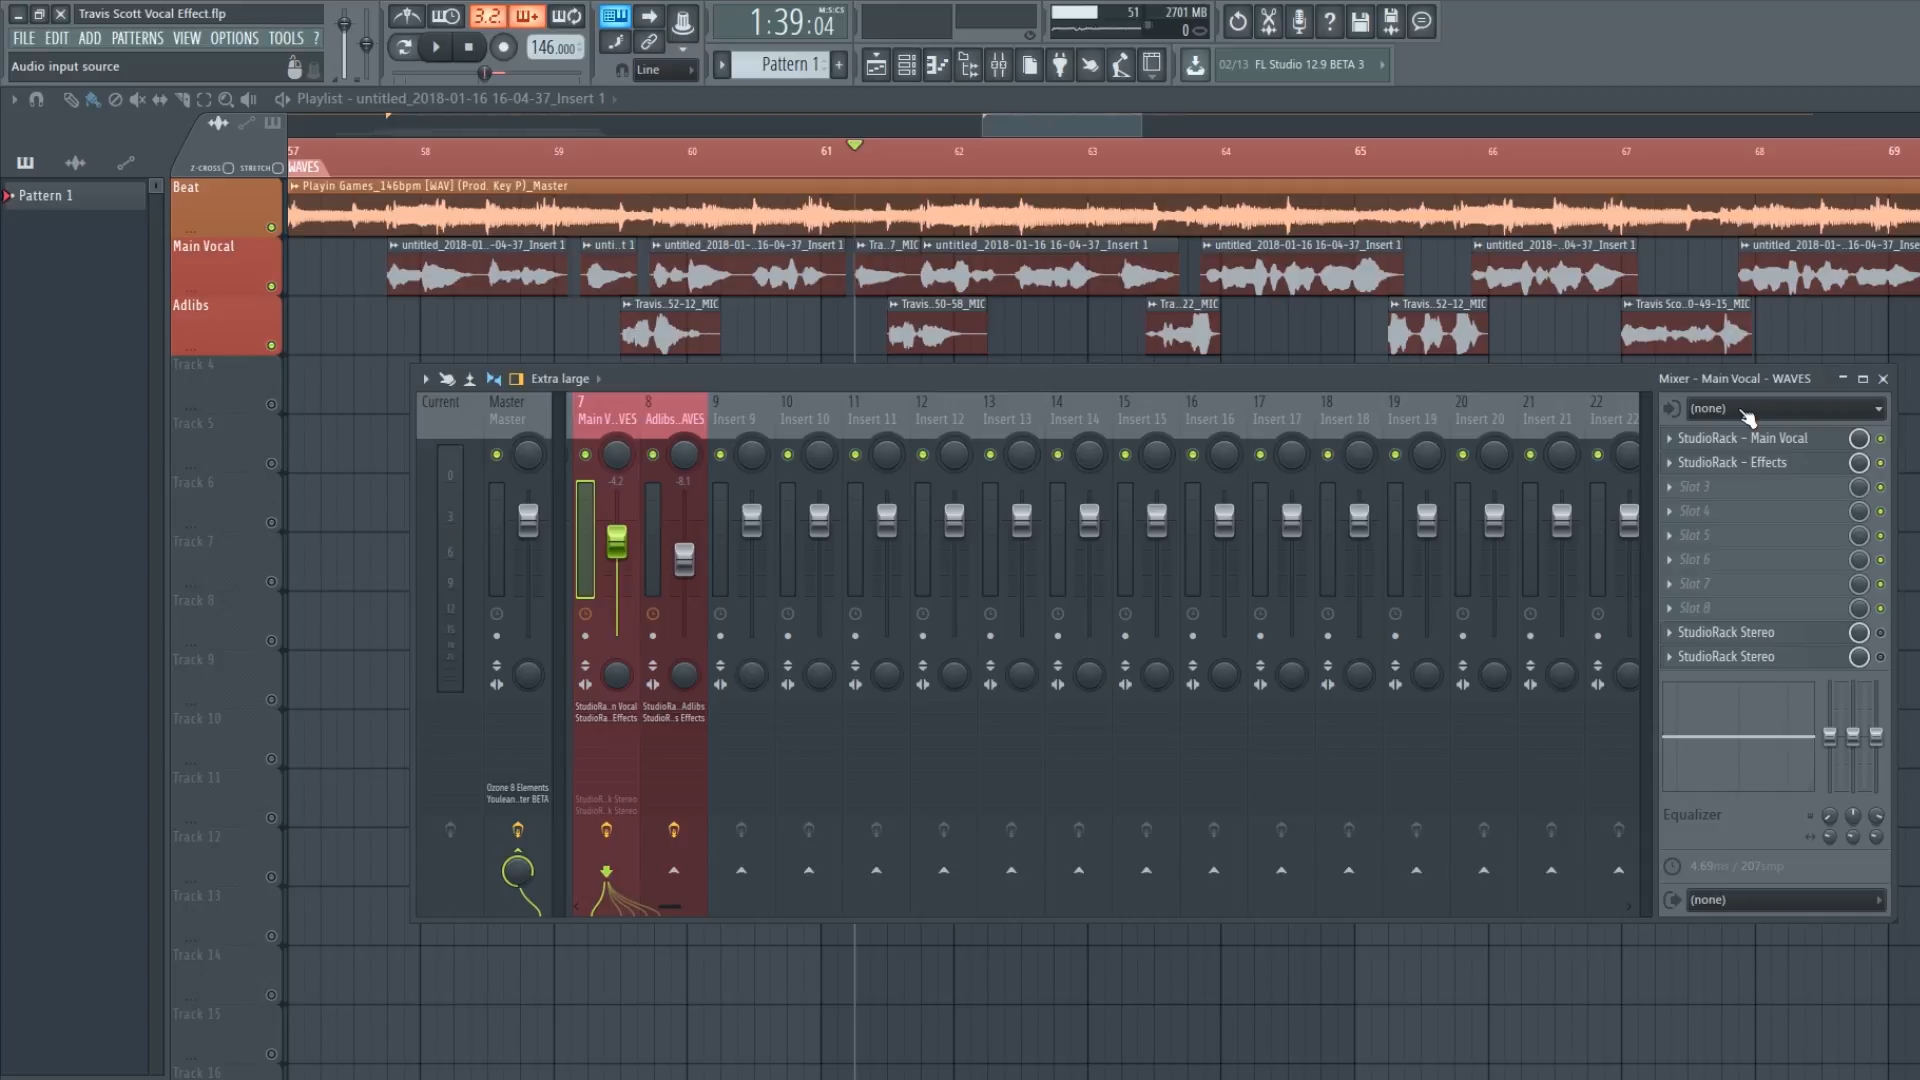 Travis Scott Vocal Effect.flp
FILE EDIT ADD PATTERNS VIEW OPTIONS TOOLS ?
Audio input source
3.2.
146.000
Line
1:39:04
M:S:CS
Pattern 1
51
2701 MB
0
02/13 FL Studio 12.9 BETA 3
Playlist - untitled_2018-01-16 16-04-37_Insert 1
Z-CROSS STRETCH
57 58 59 60 61 62 63 64 65 66 67 68 69
WAVES
Pattern 1
Beat
Playin Games_146bpm [WAV] (Prod. Key P)_Master
Main Vocal
untitled_2018-01..-04-37_Insert 1
unti..t 1
untitled_2018-01-..16-04-37_Insert 1
Tra..7_MIC
untitled_2018-01-16 16-04-37_Insert 1
untitled_2018-01-16 16-04-37_Insert 1
untitled_2018-..04-37_Insert 1
untitled_2018-01-..16-04-37_Inse
Adlibs
Travis..52-12_MIC
Travis..50-58_MIC
Tra..22_MIC
Travis..52-12_MIC
Travis Sco..0-49-15_MIC
Track 4
Track 5
Track 6
Track 7
Track 8
Track 9
Track 10
Track 11
Track 12
Track 13
Track 14
Track 15
Track 16
Extra large
Mixer - Main Vocal - WAVES
Current
Master
Master
7
Main V..VES
8
Adlibs..AVES
9
Insert 9
10
Insert 10
11
Insert 11
12
Insert 12
13
Insert 13
14
Insert 14
15
Insert 15
16
Insert 16
17
Insert 17
18
Insert 18
19
Insert 19
20
Insert 20
21
Insert 21
22
Insert 22
-4.2
-8.1
0
3
6
9
12
15
StudioRa..n Vocal
StudioRa..Effects
StudioRa..Adlibs
StudioR..s Effects
Ozone 8 Elements
Youlean..ter BETA
StudioR..k Stereo
StudioR..k Stereo
(none)
StudioRack - Main Vocal
StudioRack - Effects
Slot 3
Slot 4
Slot 5
Slot 6
Slot 7
Slot 8
StudioRack Stereo
StudioRack Stereo
Equalizer
4.69ms / 207smp
(none)